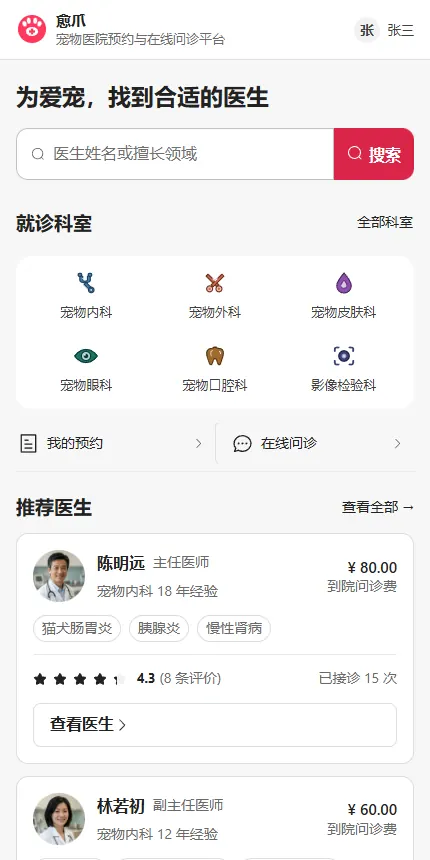 愈爪
宠物医院预约与在线问诊平台
张 张三
为爱宠，找到合适的医生
医生姓名或擅长领域 搜索
就诊科室 全部科室
宠物内科 宠物外科 宠物皮肤科
宠物眼科 宠物口腔科 影像检验科
我的预约 在线问诊
推荐医生 查看全部 →
陈明远 主任医师 ¥ 80.00
宠物内科 18 年经验 到院问诊费
猫犬肠胃炎 胰腺炎 慢性肾病
4.3 (8 条评价) 已接诊 15 次
查看医生
林若初 副主任医师 ¥ 60.00
宠物内科 12 年经验 到院问诊费